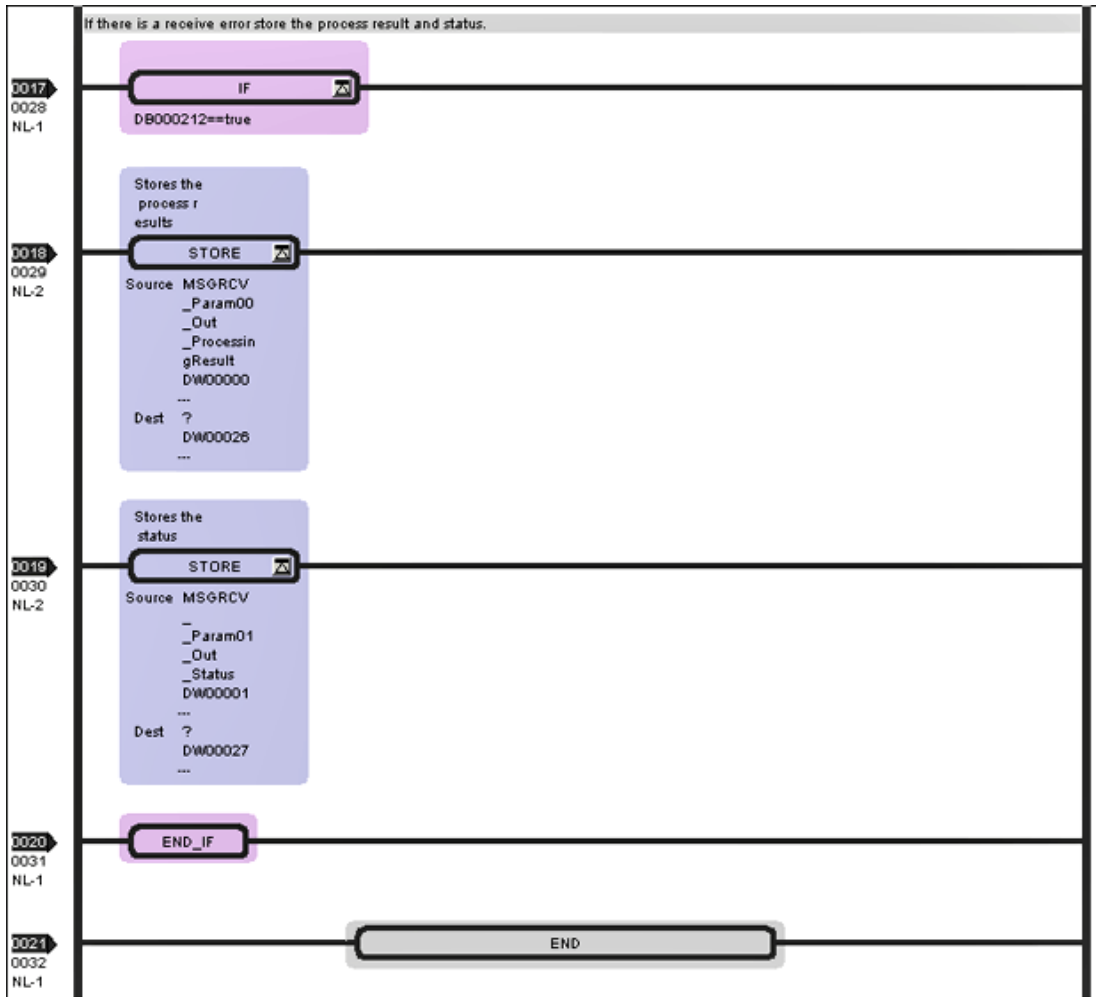 If there is a receive error store the process result and status.
0017
IF
0028
NL-1
DB000212==true
Stores the
process r
esults
0018
STORE
0029
NL-2
Source MSGRCV
_Param00
_Out
_Processin
gResult
DW00000
...
Dest ?
DW00026
...
Stores the
status
0019
STORE
0030
NL-2
Source MSGRCV
_
_Param01
_Out
_Status
DW00001
...
Dest ?
DW00027
...
0020
END_IF
0031
NL-1
0021
END
0032
NL-1